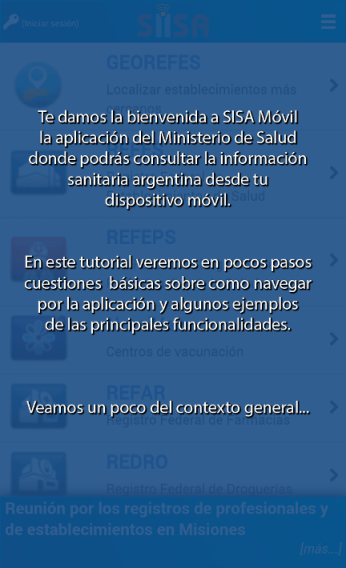 (Iniciar sesión)
SIISA
GEOREFES
Localizar establecimientos más
cercanos
Te damos la bienvenida a SISA Móvil
la aplicación del Ministerio de Salud
donde podrás consultar la información
sanitaria argentina desde tu
dispositivo móvil.
REFES
Salud
REFEPS
En este tutorial veremos en pocos pasos
cuestiones básicas sobre como navegar
por la aplicación y algunos ejemplos
de las principales funcionalidades.
Centros de vacunación
REFAR
Registro Federal de Farmacias
Veamos un poco del contexto general...
REDRO
Registro Federal de Droguerías
Reunión por los registros de profesionales y
de establecimientos en Misiones
[más...]